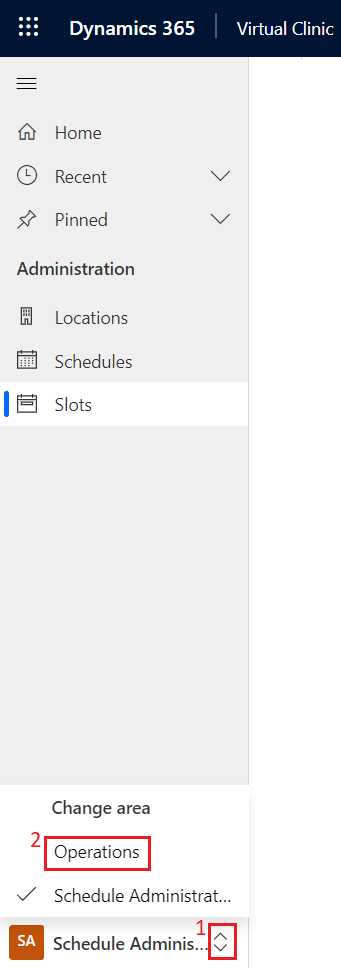 Dynamics 365 Virtual Clinic
Home
Recent
Pinned
Administration
Locations
Schedules
Slots
Change area
2
Operations
Schedule Administrat...
1
SA Schedule Adminis...